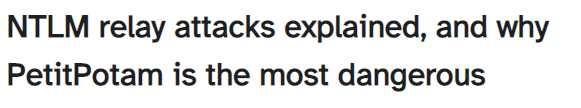 NTLM relay attacks explained, and why
PetitPotam is the most dangerous